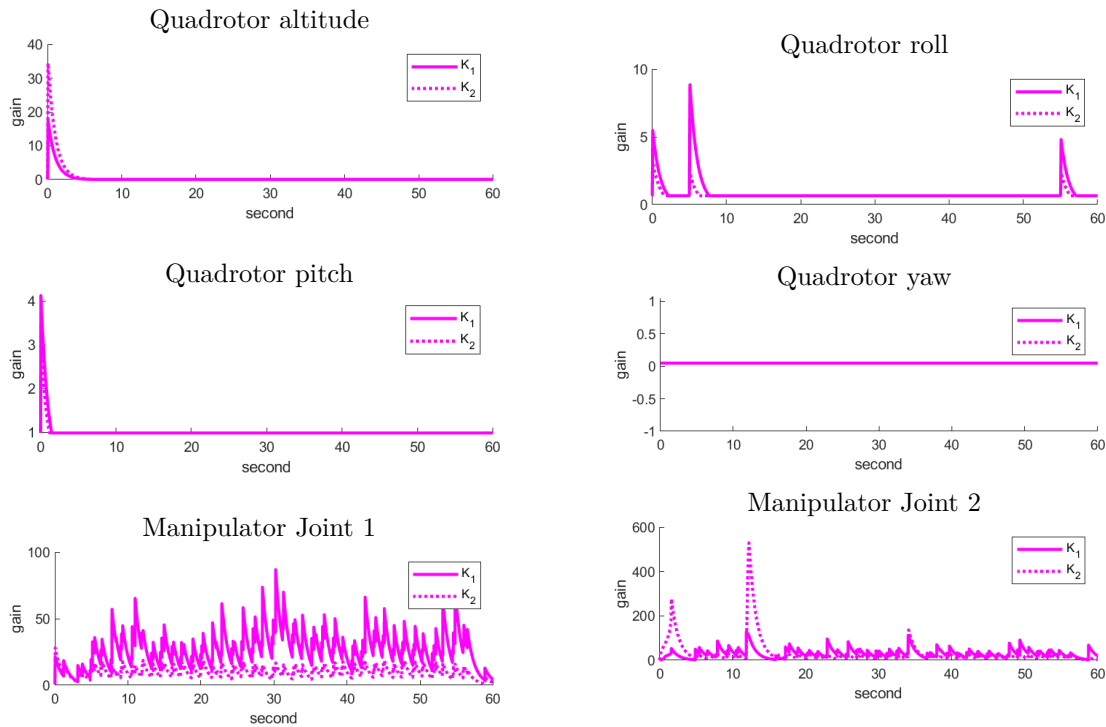 Quadrotor altitude
40
30
20
10
0
gain
0 10 20 30 40 50 60
second
K1
K2
Quadrotor roll
10
5
0
gain
0 10 20 30 40 50 60
second
K1
K2
Quadrotor pitch
4
3
2
1
gain
0 10 20 30 40 50 60
second
K1
K2
Quadrotor yaw
1
0.5
0
-0.5
-1
gain
0 10 20 30 40 50 60
second
K1
K2
Manipulator Joint 1
100
50
0
gain
0 10 20 30 40 50 60
second
K1
K2
Manipulator Joint 2
600
400
200
0
gain
0 10 20 30 40 50 60
second
K1
K2